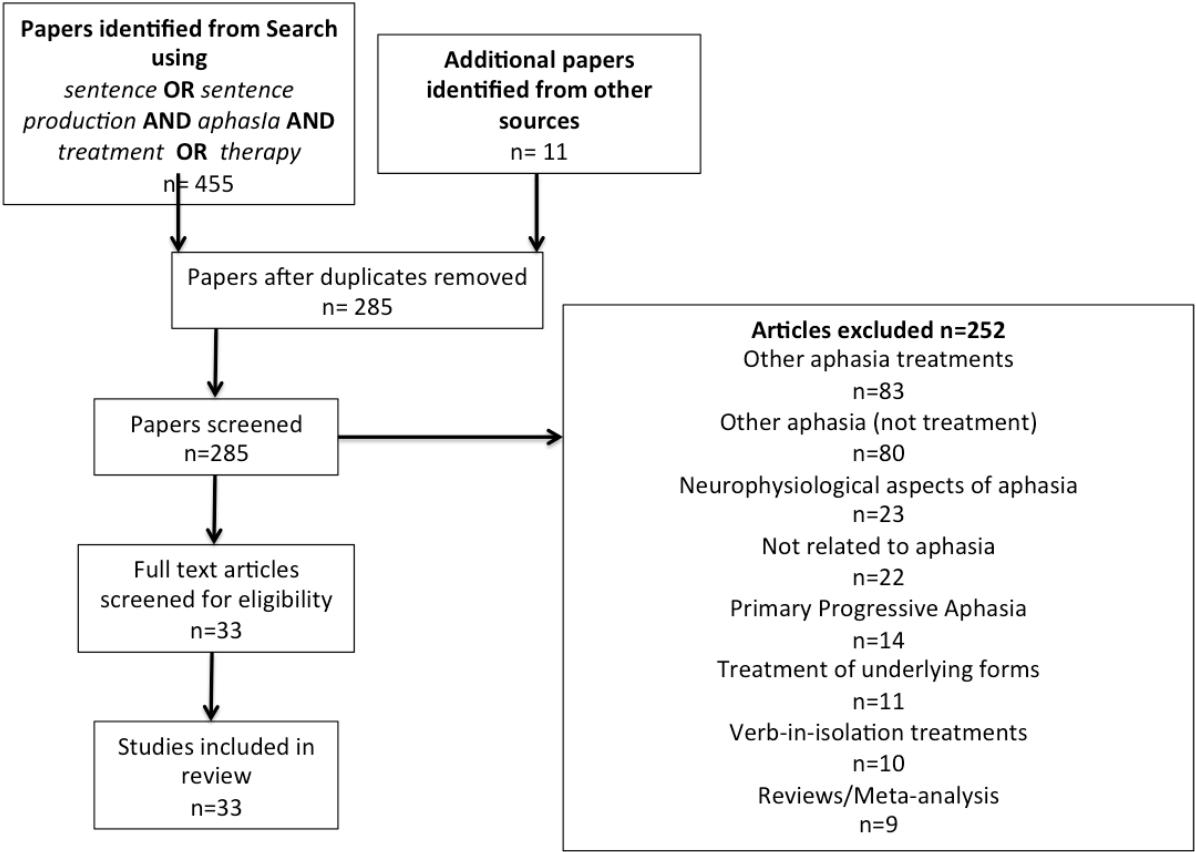 Papers identified from Search
using
sentence OR sentence
production AND aphasIa AND
treatment OR therapy
n= 455
Additional papers
identified from other
sources
n= 11
Papers after duplicates removed
n= 285
Papers screened
n=285
Full text articles
screened for eligibility
n=33
Studies included in
review
n=33
Articles excluded n=252
Other aphasia treatments
n=83
Other aphasia (not treatment)
n=80
Neurophysiological aspects of aphasia
n=23
Not related to aphasia
n=22
Primary Progressive Aphasia
n=14
Treatment of underlying forms
n=11
Verb-in-isolation treatments
n=10
Reviews/Meta-analysis
n=9